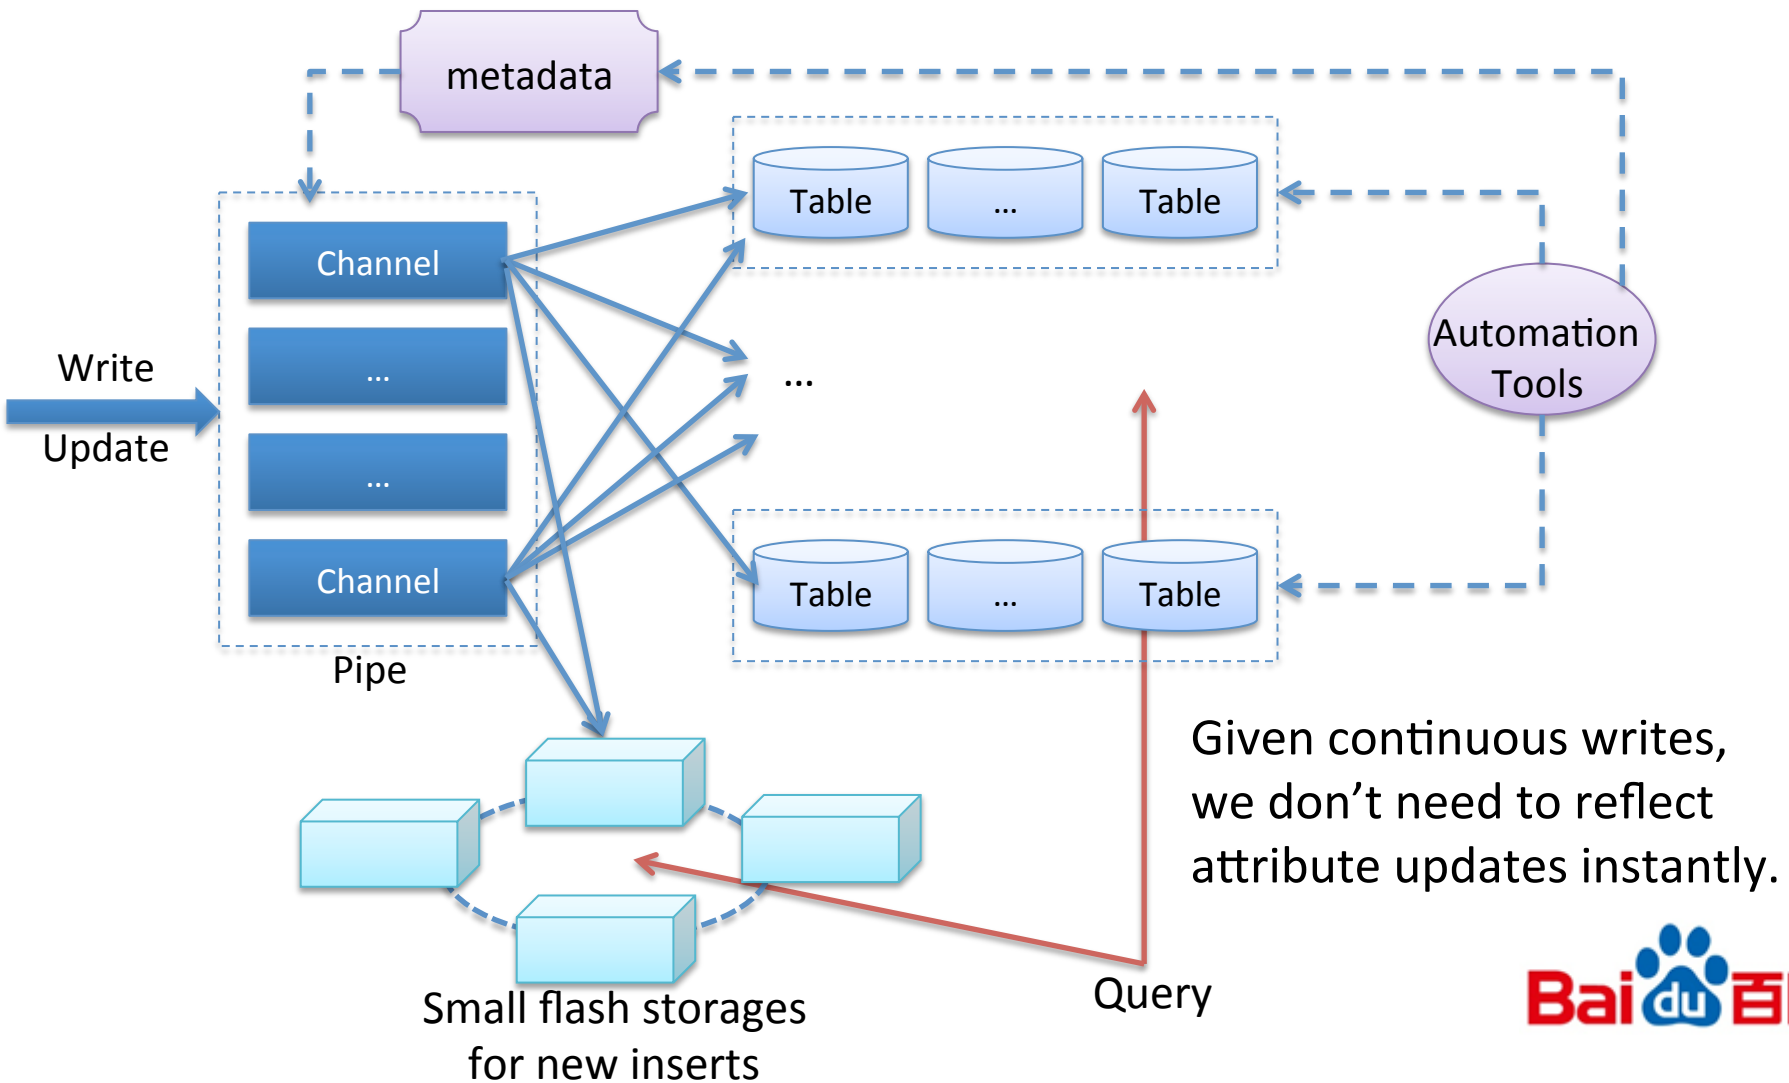 metadata
Table
...
Table
Channel
...
...
Channel
Pipe
Write
Update
...
Automation
Tools
Table
...
Table
Given continuous writes,
we don't need to reflect
attribute updates instantly.
Query
Small flash storages
for new inserts
Bai du 百